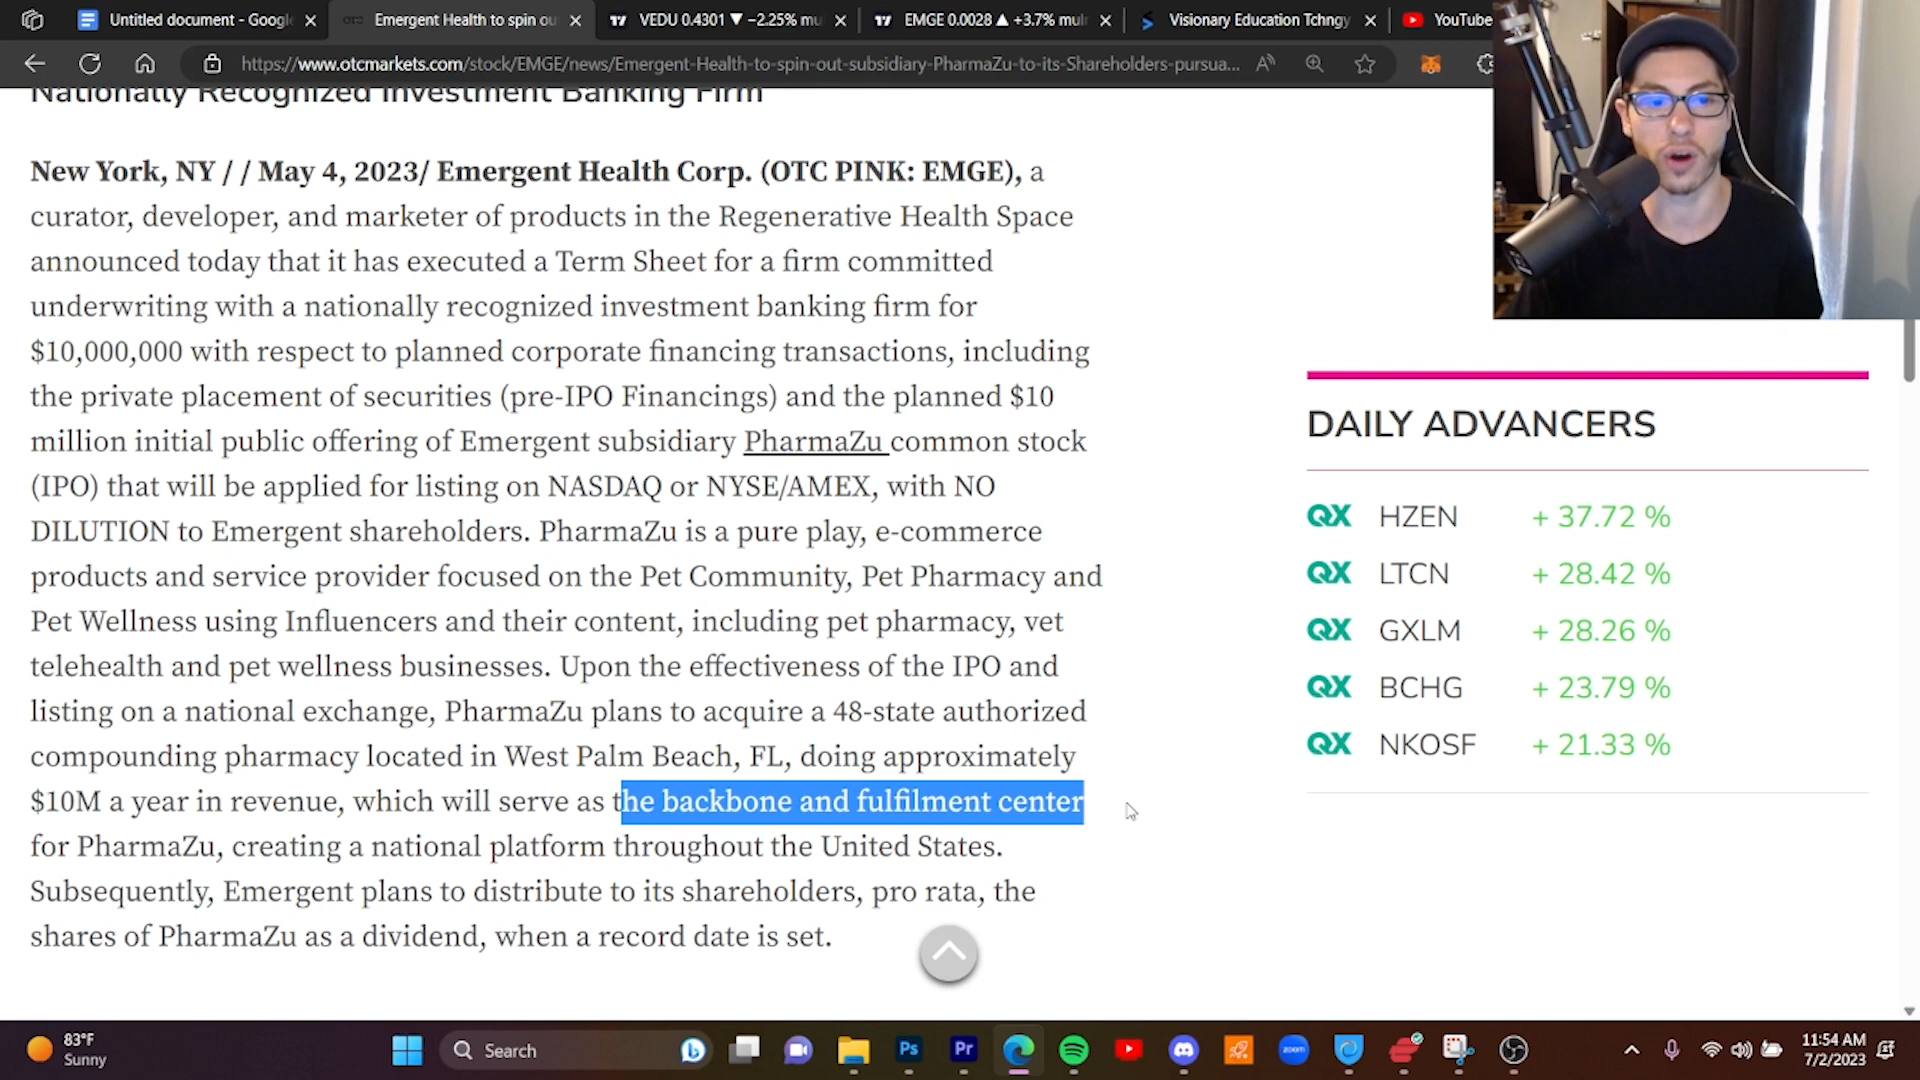 Untitled document - Google
Emergent Health to spin ou
VEDU 0.4301 ▼ −2.25% mu
EMGE 0.0028 ▲ +3.7% mulr
Visionary Education Tchngy
YouTube
https://www.otcmarkets.com/stock/EMGE/news/Emergent-Health-to-spin-out-subsidiary-PharmaZu-to-its-Shareholders-pursua...
Nationally Recognized Investment Banking Firm
New York, NY / / May 4, 2023/ Emergent Health Corp. (OTC PINK: EMGE), a
curator, developer, and marketer of products in the Regenerative Health Space
announced today that it has executed a Term Sheet for a firm committed
underwriting with a nationally recognized investment banking firm for
$10,000,000 with respect to planned corporate financing transactions, including
the private placement of securities (pre-IPO Financings) and the planned $10
million initial public offering of Emergent subsidiary PharmaZu common stock
(IPO) that will be applied for listing on NASDAQ or NYSE/AMEX, with NO
DILUTION to Emergent shareholders. PharmaZu is a pure play, e-commerce
products and service provider focused on the Pet Community, Pet Pharmacy and
Pet Wellness using Influencers and their content, including pet pharmacy, vet
telehealth and pet wellness businesses. Upon the effectiveness of the IPO and
listing on a national exchange, PharmaZu plans to acquire a 48-state authorized
compounding pharmacy located in West Palm Beach, FL, doing approximately
$10M a year in revenue, which will serve as the backbone and fulfilment center
for PharmaZu, creating a national platform throughout the United States.
Subsequently, Emergent plans to distribute to its shareholders, pro rata, the
shares of PharmaZu as a dividend, when a record date is set.
DAILY ADVANCERS
QX HZEN + 37.72 %
QX LTCN + 28.42 %
QX GXLM + 28.26 %
QX BCHG + 23.79 %
QX NKOSF + 21.33 %
83°F
Sunny
Search
Ps
Pr
zoom
11:54 AM
7/2/2023